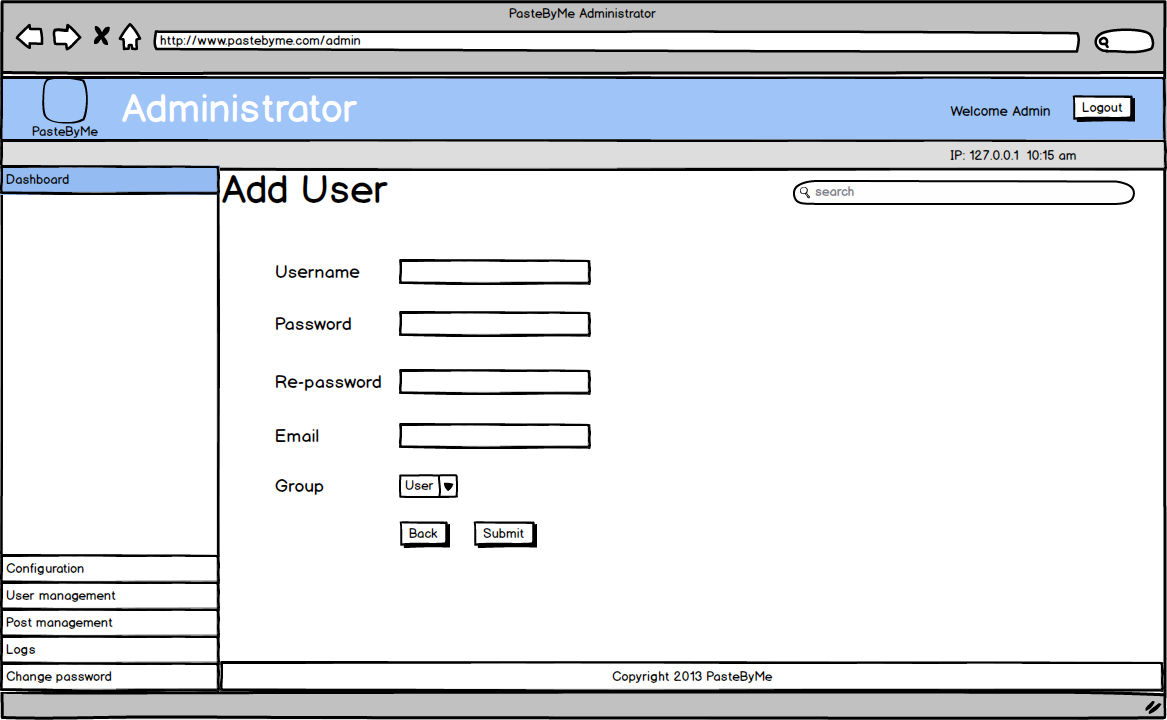 PasteByMe Administrator
http://www.pastebyme.com/admin
PasteByMe
Administrator
Welcome Admin
Logout
IP: 127.0.0.1 10:15 am
Dashboard
Add User
search
Username
Password
Re-password
Email
Group
User
Back
Submit
Configuration
User management
Post management
Logs
Change password
Copyright 2013 PasteByMe